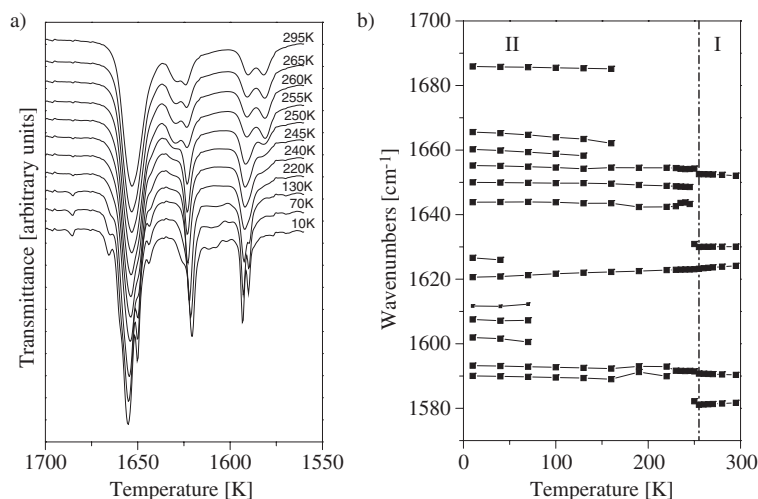 a)
Transmittance [arbitrary units]
295K
265K
260K
255K
250K
245K
240K
220K
130K
70K
10K
1700
1650
1600
1550
Temperature [K]
b)
Wavenumbers [cm-1]
1700
1680
1660
1640
1620
1600
1580
II
I
0
100
200
300
Temperature [K]